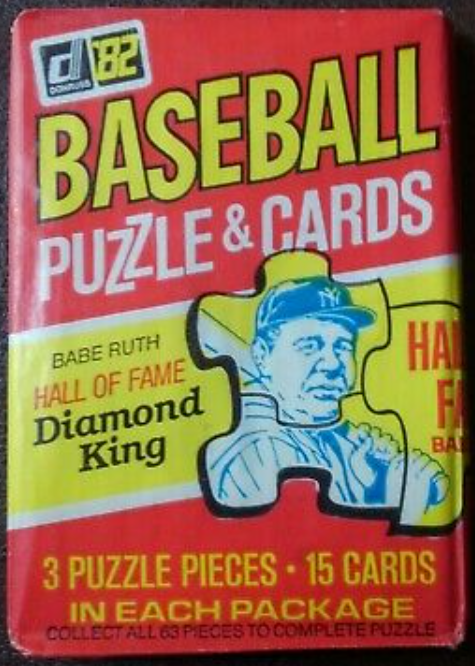 d '82
DONRUSS
BASEBALL
PUZZLE & CARDS
BABE RUTH
HALL OF FAME
Diamond
King
NY
3 PUZZLE PIECES • 15 CARDS
IN EACH PACKAGE
COLLECT ALL 63 PIECES TO COMPLETE PUZZLE